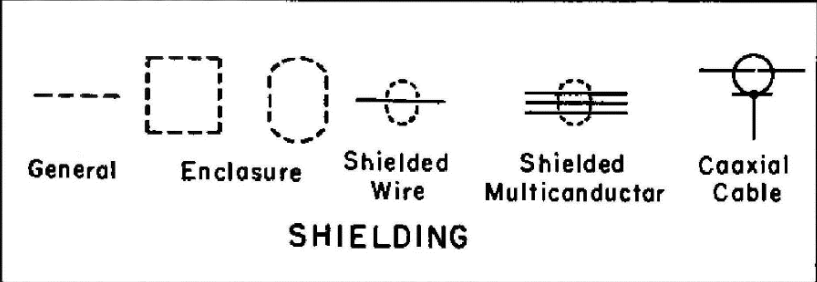 General
Enclasure
Shielded
Wire
Shielded
Multicanductar
Caaxial
Cable
SHIELDING